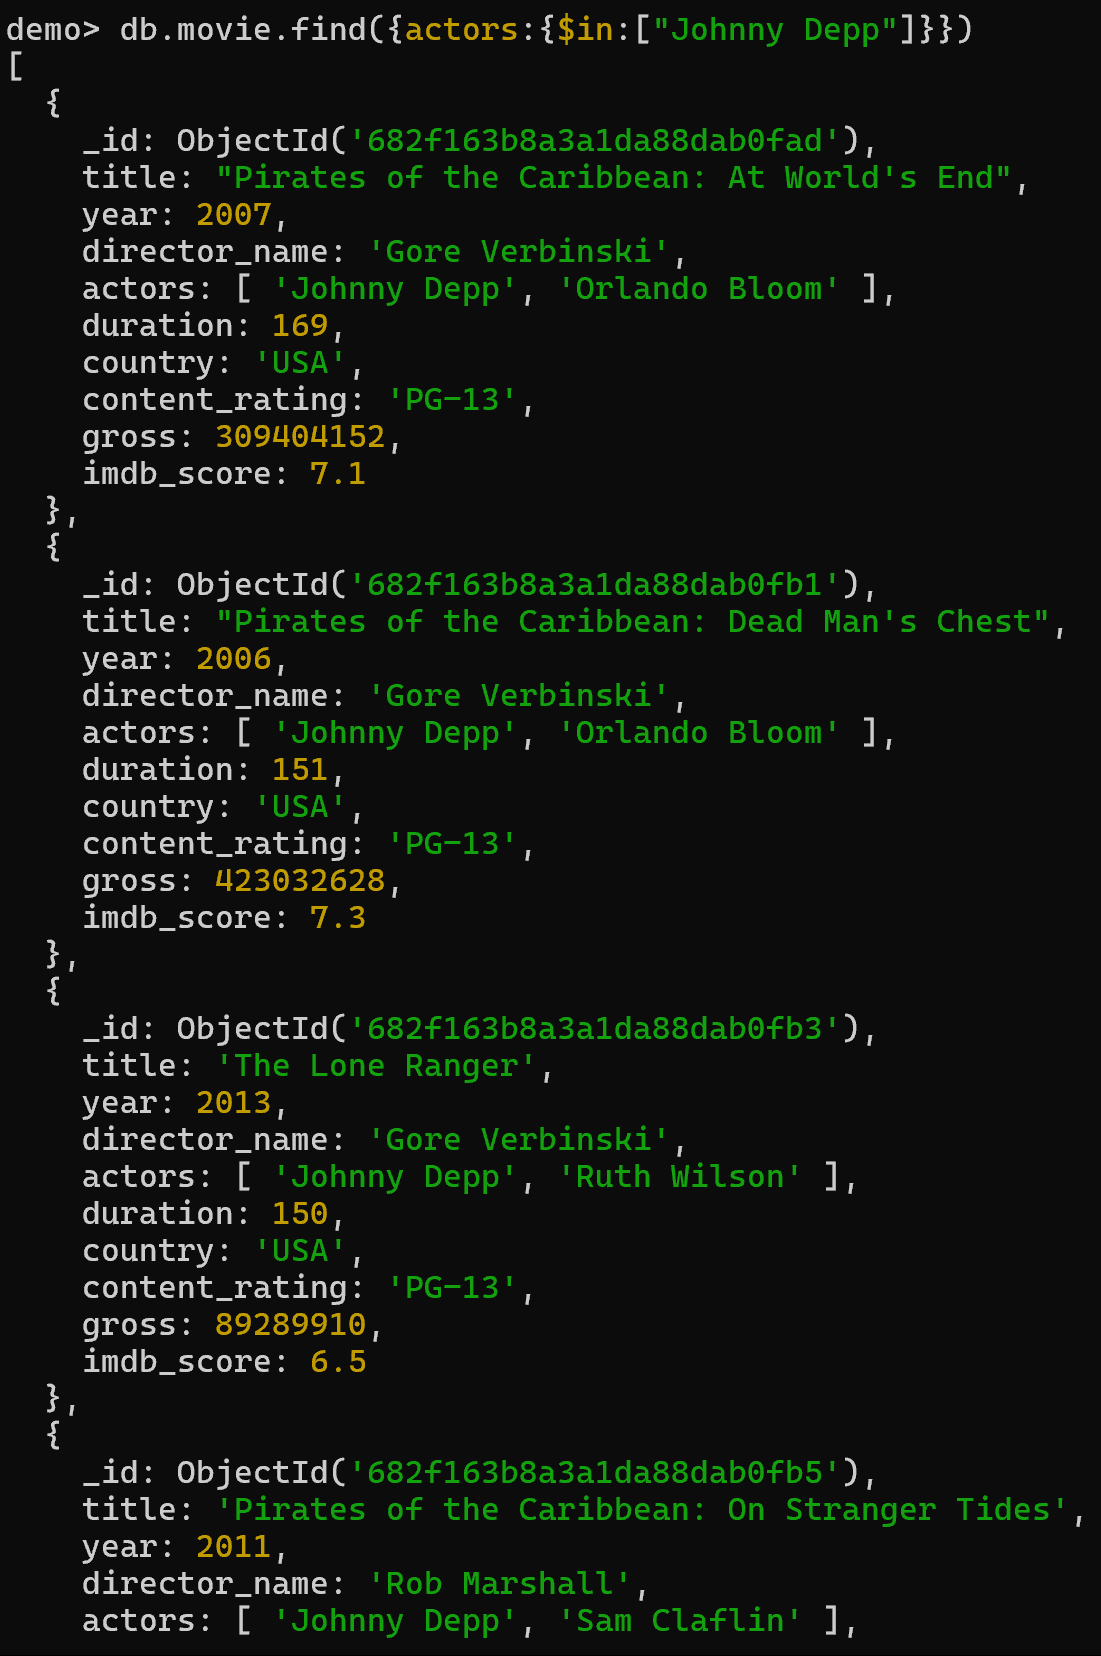 demo> db.movie.find({actors:{$in:["Johnny Depp"]}})
[
  {
    _id: ObjectId('682f163b8a3a1da88dab0fad'),
    title: "Pirates of the Caribbean: At World's End",
    year: 2007,
    director_name: 'Gore Verbinski',
    actors: [ 'Johnny Depp', 'Orlando Bloom' ],
    duration: 169,
    country: 'USA',
    content_rating: 'PG-13',
    gross: 309404152,
    imdb_score: 7.1
  },
  {
    _id: ObjectId('682f163b8a3a1da88dab0fb1'),
    title: "Pirates of the Caribbean: Dead Man's Chest",
    year: 2006,
    director_name: 'Gore Verbinski',
    actors: [ 'Johnny Depp', 'Orlando Bloom' ],
    duration: 151,
    country: 'USA',
    content_rating: 'PG-13',
    gross: 423032628,
    imdb_score: 7.3
  },
  {
    _id: ObjectId('682f163b8a3a1da88dab0fb3'),
    title: 'The Lone Ranger',
    year: 2013,
    director_name: 'Gore Verbinski',
    actors: [ 'Johnny Depp', 'Ruth Wilson' ],
    duration: 150,
    country: 'USA',
    content_rating: 'PG-13',
    gross: 89289910,
    imdb_score: 6.5
  },
  {
    _id: ObjectId('682f163b8a3a1da88dab0fb5'),
    title: 'Pirates of the Caribbean: On Stranger Tides',
    year: 2011,
    director_name: 'Rob Marshall',
    actors: [ 'Johnny Depp', 'Sam Claflin' ],